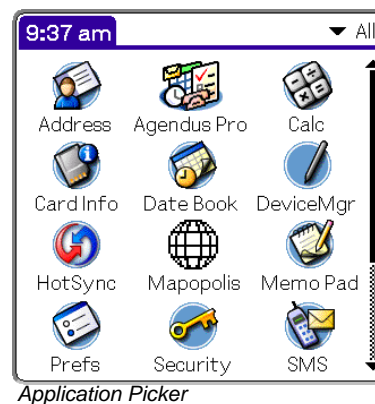 9:37 am All
Address Agendus Pro Calc
Card Info Date Book DeviceMgr
HotSync Mapopolis Memo Pad
Prefs Security SMS
Application Picker